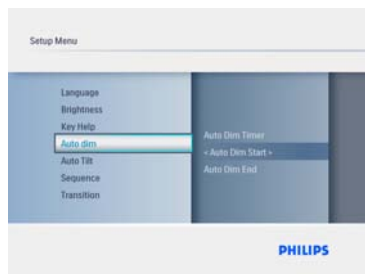 Setup Menu
Language
Brightness
Key Help
Auto dim
Auto Tilt
Sequence
Transition
Auto Dim Timer
< Auto Dim Start >
Auto Dim End
PHILIPS